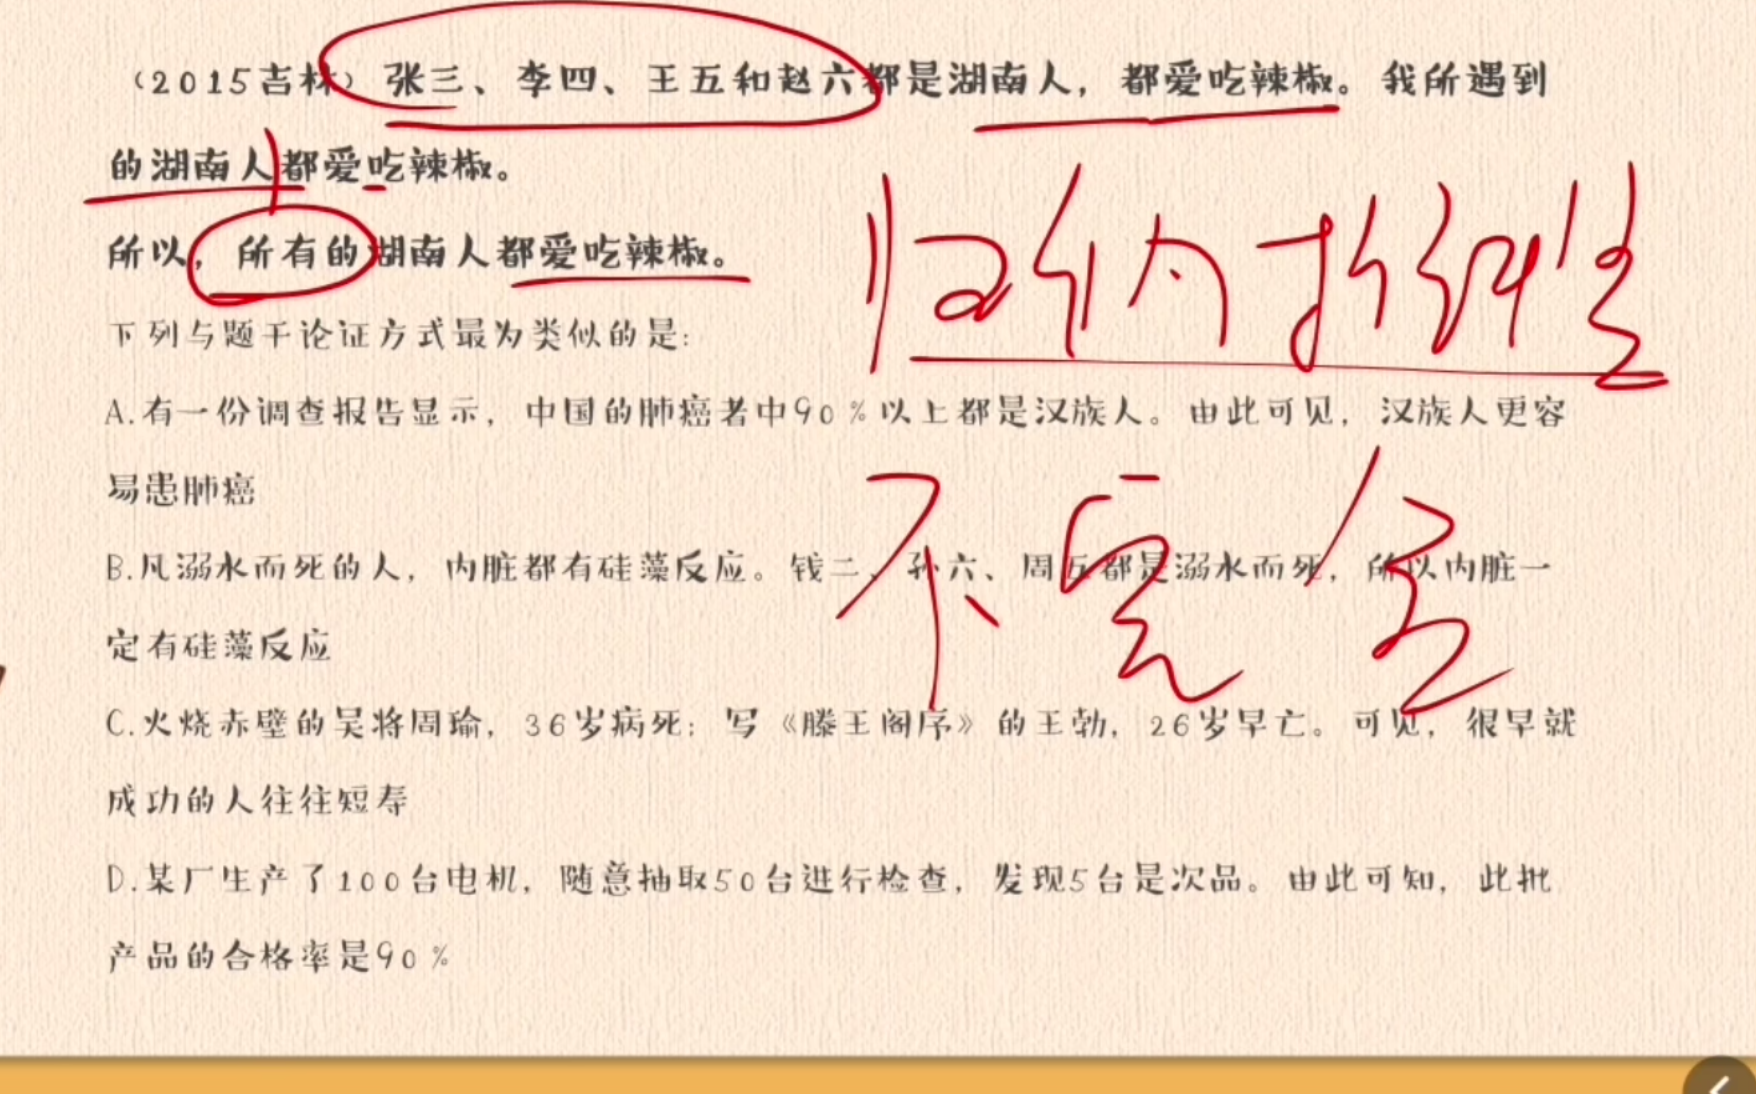 （2015吉林）张三、李四、王五和赵六都是湖南人，都爱吃辣椒。我所遇到
的湖南人都爱吃辣椒。
所以，所有的湖南人都爱吃辣椒。
归纳推理
下列与题干论证方式最为类似的是：
A.有一份调查报告显示，中国的肺癌者中90%以上都是汉族人。由此可见，汉族人更容
易患肺癌
不完全
B.凡溺水而死的人，内脏都有硅藻反应。钱二、孙六、周五都是溺水而死，所以内脏一
定有硅藻反应
C.火烧赤壁的吴将周瑜，36岁病死；写《滕王阁序》的王勃，26岁早亡。可见，很早就
成功的人往往短寿
D.某厂生产了100台电机，随意抽取50台进行检查，发现5台是次品。由此可知，此批
产品的合格率是90%